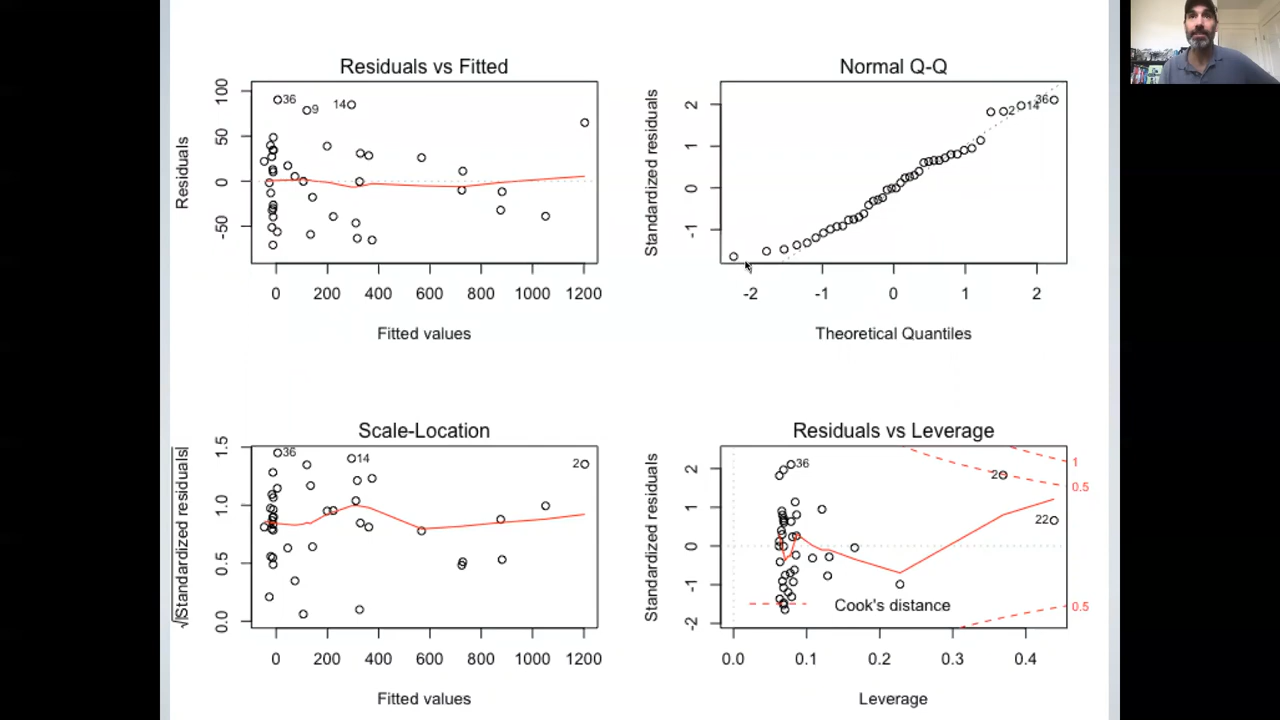 Residuals vs Fitted
Residuals
100
50
0
-50
36
9
14
0 200 400 600 800 1000 1200
Fitted values
Normal Q-Q
Standardized residuals
2
1
0
-1
2
14
36
-2 -1 0 1 2
Theoretical Quantiles
Scale-Location
√|Standardized residuals|
1.5
1.0
0.5
0.0
36
14
2
0 200 400 600 800 1000 1200
Fitted values
Residuals vs Leverage
Standardized residuals
2
1
0
-1
-2
36
2
22
1
0.5
0.5
Cook's distance
0.0 0.1 0.2 0.3 0.4
Leverage